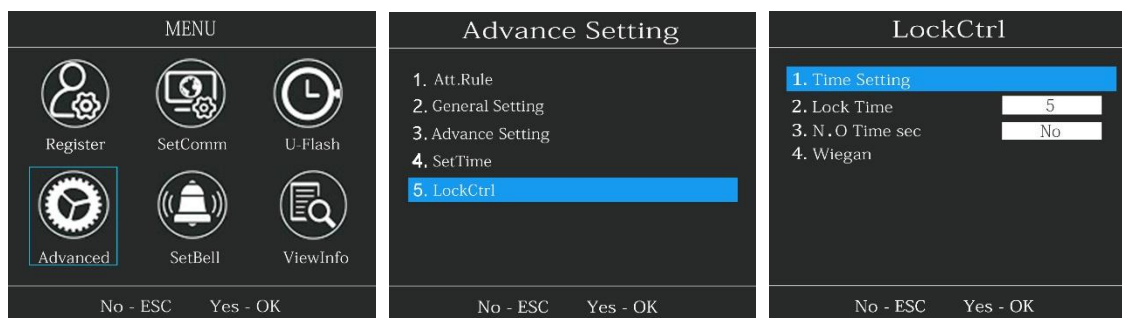 MENU
Register SetComm U-Flash
Advanced SetBell ViewInfo
No - ESC Yes - OK
Advance Setting
1. Att.Rule
2. General Setting
3. Advance Setting
4. SetTime
5. LockCtrl
No - ESC Yes - OK
LockCtrl
1. Time Setting
2. Lock Time 5
3. N.O Time sec No
4. Wiegan
No - ESC Yes - OK